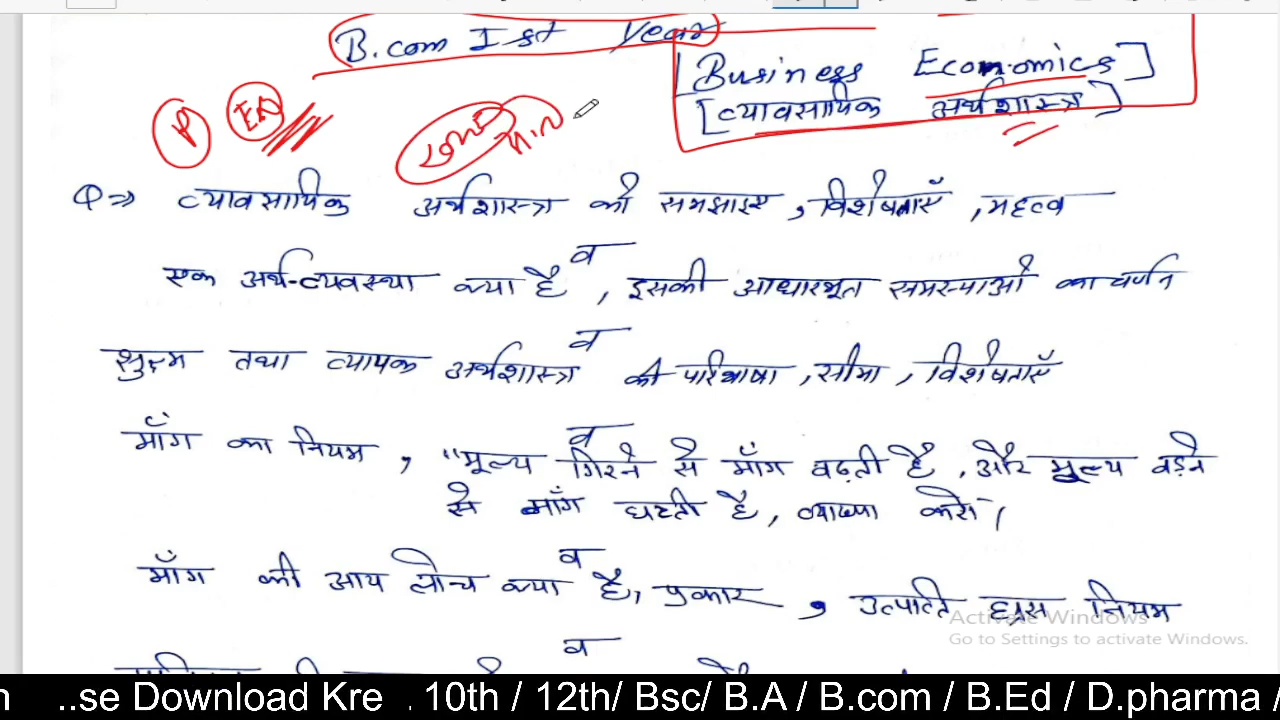 B.com Ist Year
[Business Economics]
[व्यावसायिक अर्थशास्त्र]
P EA
Q⇒ व्यावसायिक अर्थशास्त्र को समझाइए, विशेषताएँ, महत्व
व
एक अर्थ-व्यवस्था क्या है, इसकी आधारभूत समस्याओं का वर्णन
व
सुक्ष्म तथा व्यापक अर्थशास्त्र की परिभाषा, सीमा, विशेषताएँ
व
माँग का नियम, "मूल्य गिरने से माँग बढ़ती है, और मूल्य बड़ने
से माँग घटती है, व्याख्या करो।
व
माँग की आय लोच क्या है, प्रकार, उत्पत्ति ह्रास नियम
व
Activate Windows
Go to Settings to activate Windows.
..se Download Kre . 10th / 12th/ Bsc/ B.A / B.com / B.Ed / D.pharma /